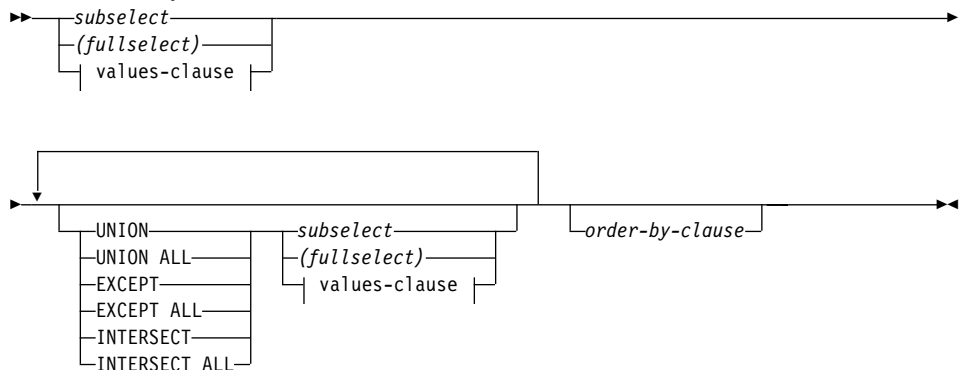 subselect
(fullselect)
values-clause
UNION subselect order-by-clause
UNION ALL (fullselect)
EXCEPT values-clause
EXCEPT ALL
INTERSECT
INTERSECT ALL